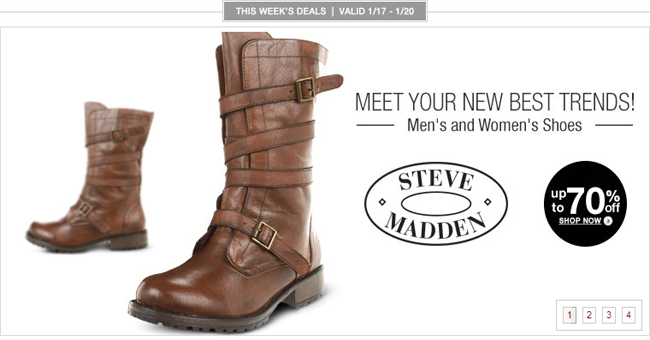 THIS WEEK'S DEALS | VALID 1/17 - 1/20
MEET YOUR NEW BEST TRENDS!
Men's and Women's Shoes
STEVE
MADDEN
up to 70% off
SHOP NOW
1 2 3 4